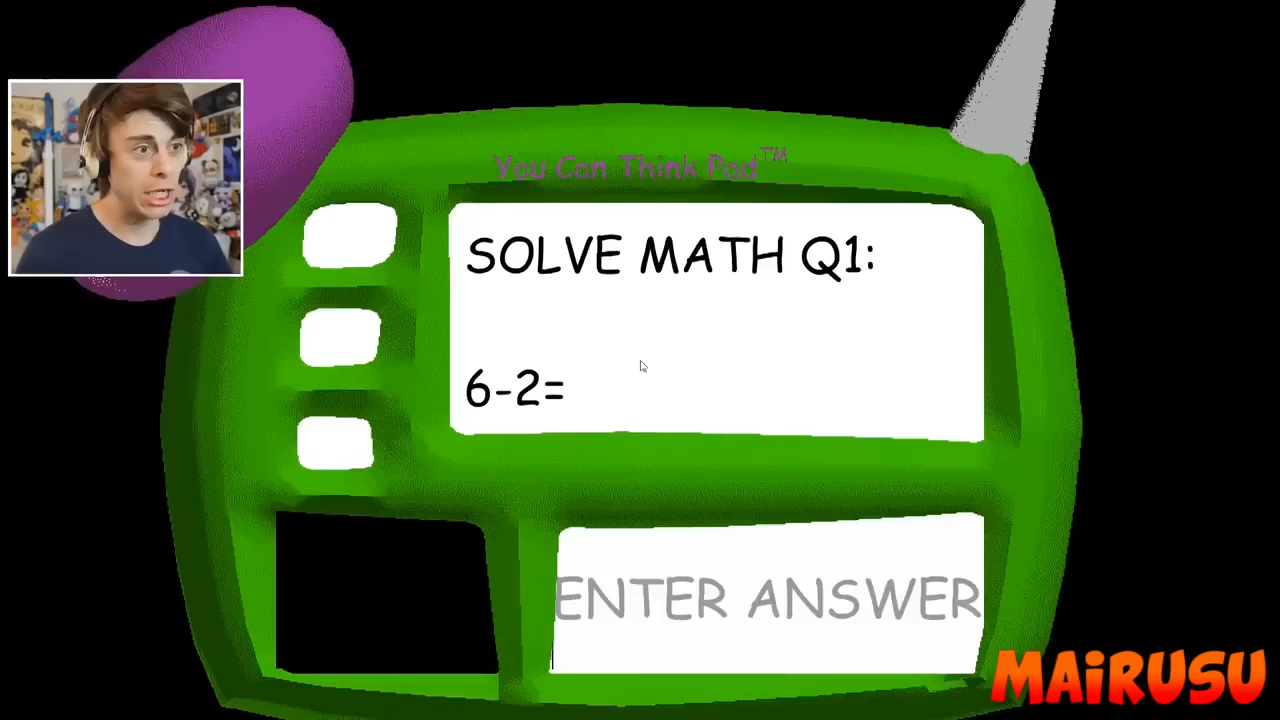 You Can Think Pad™
SOLVE MATH Q1:
6-2=
ENTER ANSWER
MAiRUSU